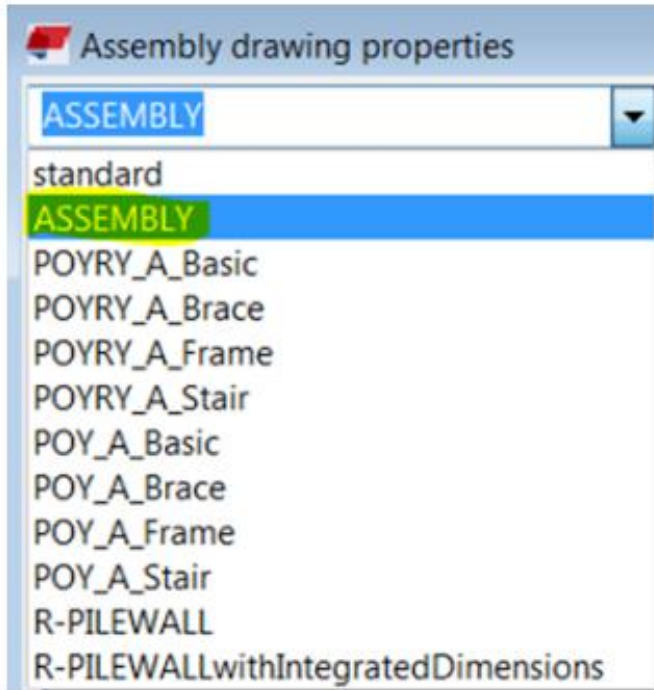 Assembly drawing properties
ASSEMBLY
standard
ASSEMBLY
POYRY_A_Basic
POYRY_A_Brace
POYRY_A_Frame
POYRY_A_Stair
POY_A_Basic
POY_A_Brace
POY_A_Frame
POY_A_Stair
R-PILEWALL
R-PILEWALLwithIntegratedDimensions